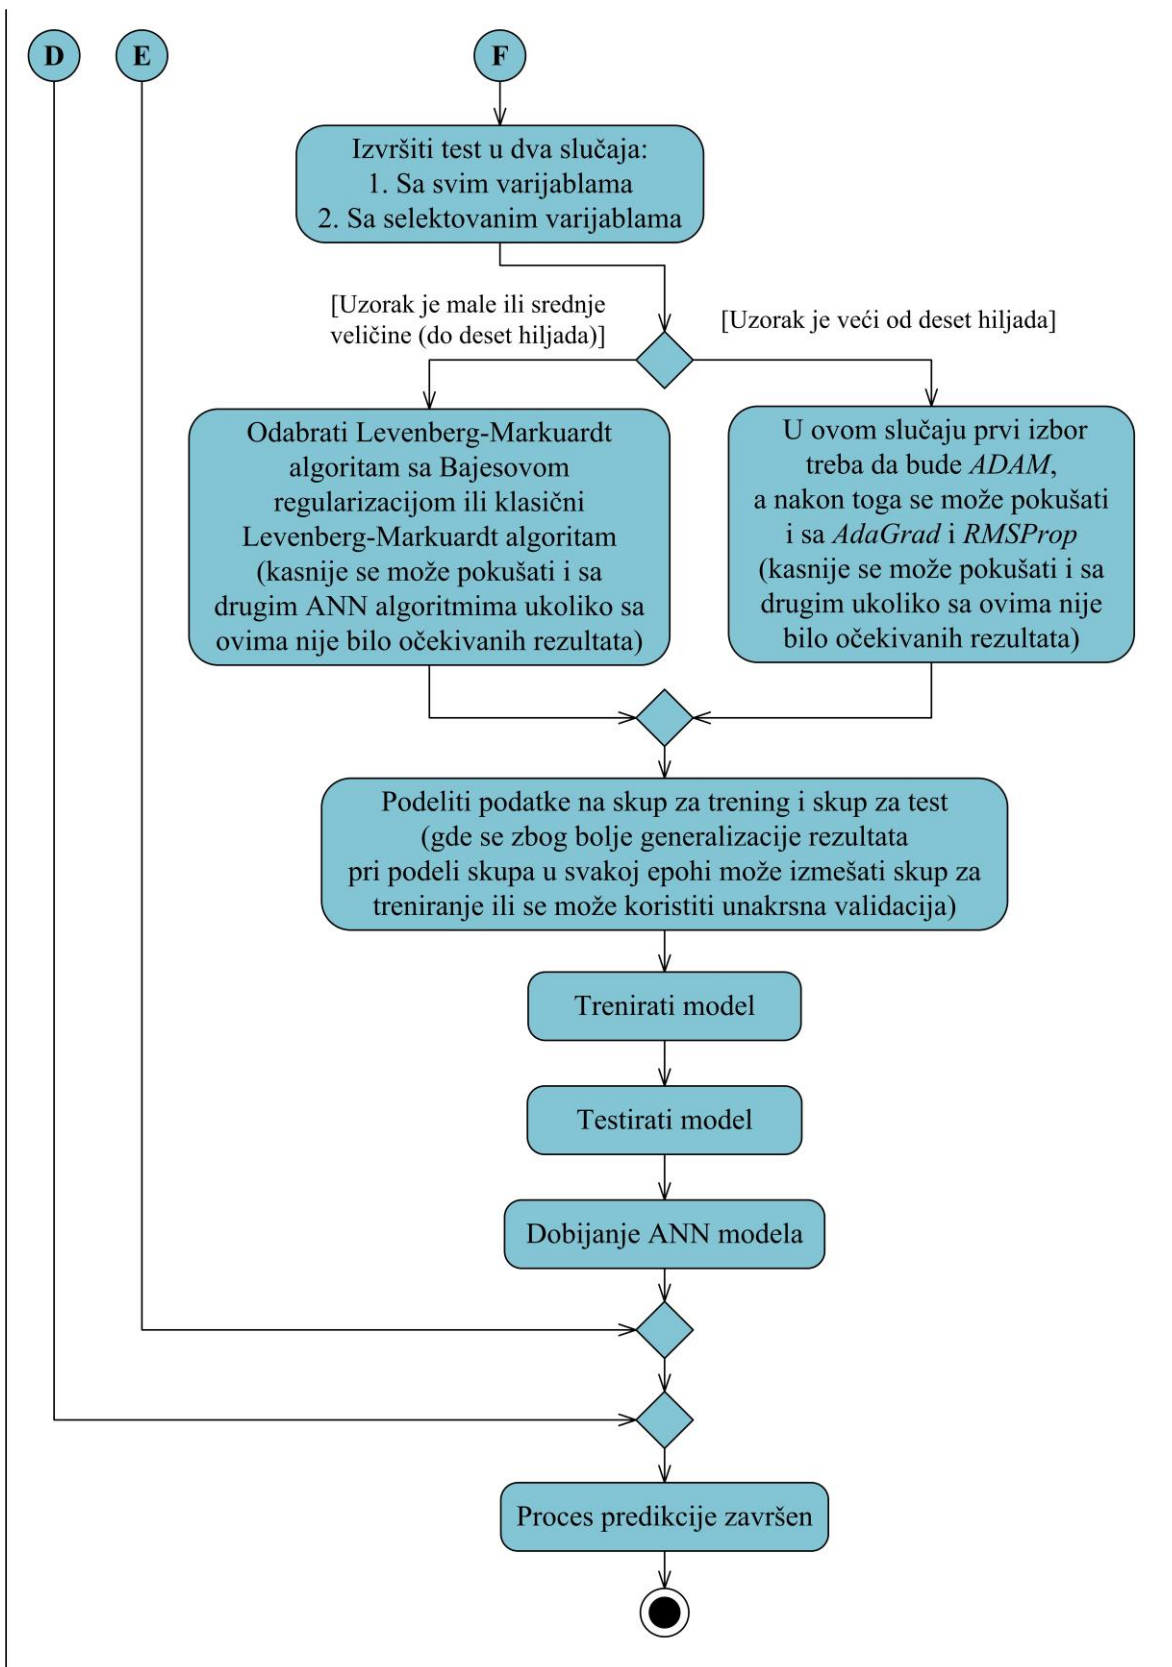 D
E
F
Izvršiti test u dva slučaja:
1. Sa svim varijablama
2. Sa selektovanim varijablama
[Uzorak je male ili srednje
veličine (do deset hiljada)]
[Uzorak je veći od deset hiljada]
Odabrati Levenberg-Markuardt
algoritam sa Bajesovom
regularizacijom ili klasični
Levenberg-Markuardt algoritam
(kasnije se može pokušati i sa
drugim ANN algoritmima ukoliko sa
ovima nije bilo očekivanih rezultata)
U ovom slučaju prvi izbor
treba da bude ADAM,
a nakon toga se može pokušati
i sa AdaGrad i RMSProp
(kasnije se može pokušati i sa
drugim ukoliko sa ovima nije
bilo očekivanih rezultata)
Podeliti podatke na skup za trening i skup za test
(gde se zbog bolje generalizacije rezultata
pri podeli skupa u svakoj epohi može izmešati skup za
treniranje ili se može koristiti unakrsna validacija)
Trenirati model
Testirati model
Dobijanje ANN modela
Proces predikcije završen